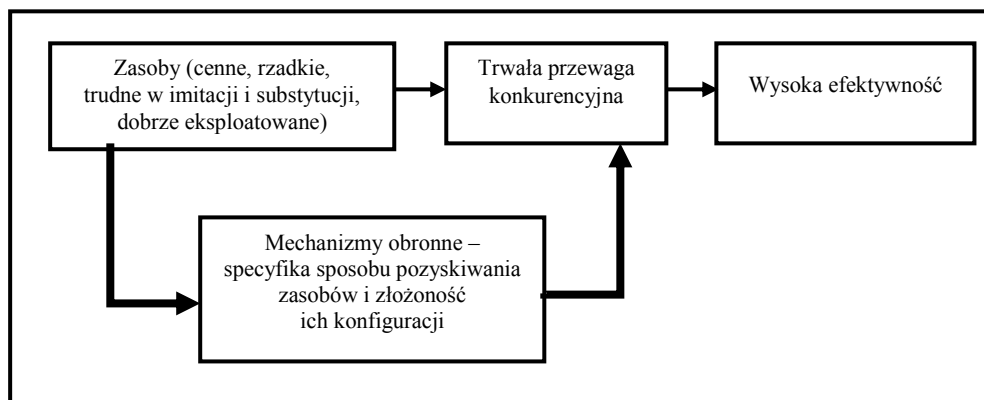 Zasoby (cenne, rzadkie,
trudne w imitacji i substytucji,
dobrze eksploatowane)
Trwała przewaga
konkurencyjna
Wysoka efektywność
Mechanizmy obronne –
specyfika sposobu pozyskiwania
zasobów i złożoność
ich konfiguracji